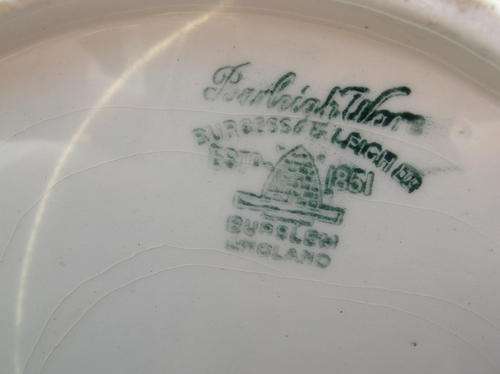 Burleigh Ware
BURGESS & LEIGH LTD
ESTD 1851
BURSLEM
ENGLAND